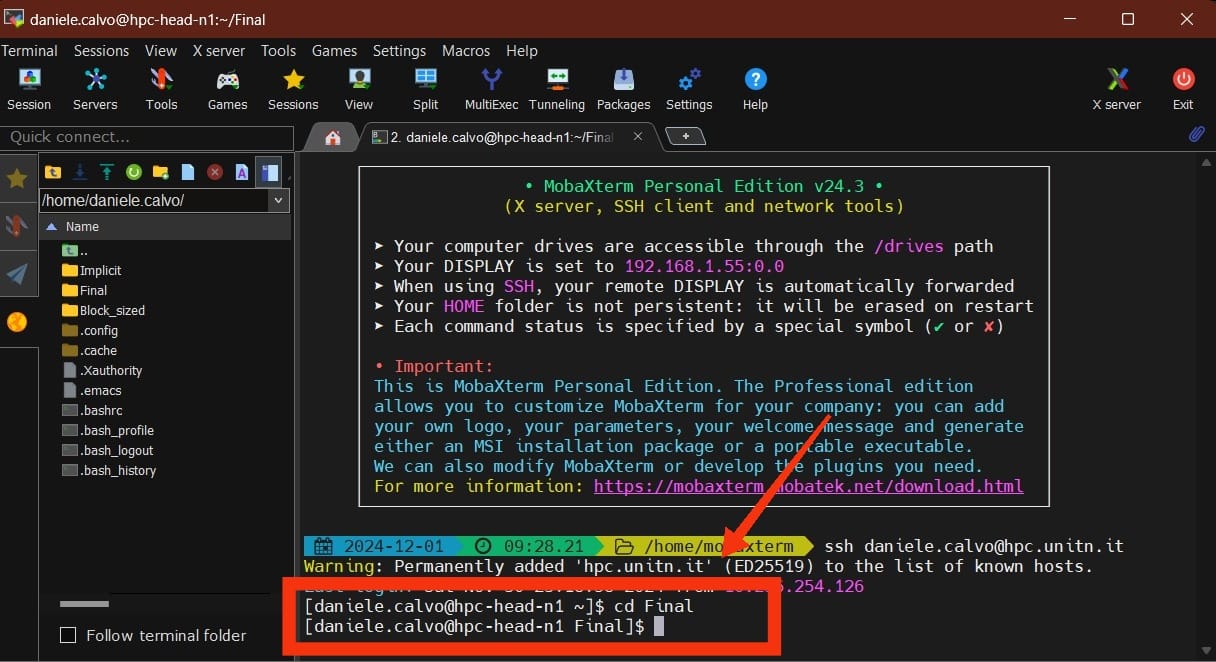 daniele.calvo@hpc-head-n1:~/Final
Terminal Sessions View X server Tools Games Settings Macros Help
Session Servers Tools Games Sessions View Split MultiExec Tunneling Packages Settings Help X server Exit
Quick connect...
2. daniele.calvo@hpc-head-n1:~/Fina
/home/daniele.calvo/
Name
..
Implicit
Final
Block_sized
.config
.cache
.Xauthority
.emacs
.bashrc
.bash_profile
.bash_logout
.bash_history
Follow terminal folder
• MobaXterm Personal Edition v24.3 •
(X server, SSH client and network tools)
➤ Your computer drives are accessible through the /drives path
➤ Your DISPLAY is set to 192.168.1.55:0.0
➤ When using SSH, your remote DISPLAY is automatically forwarded
➤ Your HOME folder is not persistent: it will be erased on restart
➤ Each command status is specified by a special symbol (✔ or ✘)
• Important:
This is MobaXterm Personal Edition. The Professional edition
allows you to customize MobaXterm for your company: you can add
your own logo, your parameters, your welcome message and generate
either an MSI installation package or a portable executable.
We can also modify MobaXterm or develop the plugins you need.
For more information: https://mobaxterm.mobatek.net/download.html
2024-12-01 09:28.21 /home/mobaxterm ssh daniele.calvo@hpc.unitn.it
Warning: Permanently added 'hpc.unitn.it' (ED25519) to the list of known hosts.
.254.126
[daniele.calvo@hpc-head-n1 ~]$ cd Final
[daniele.calvo@hpc-head-n1 Final]$